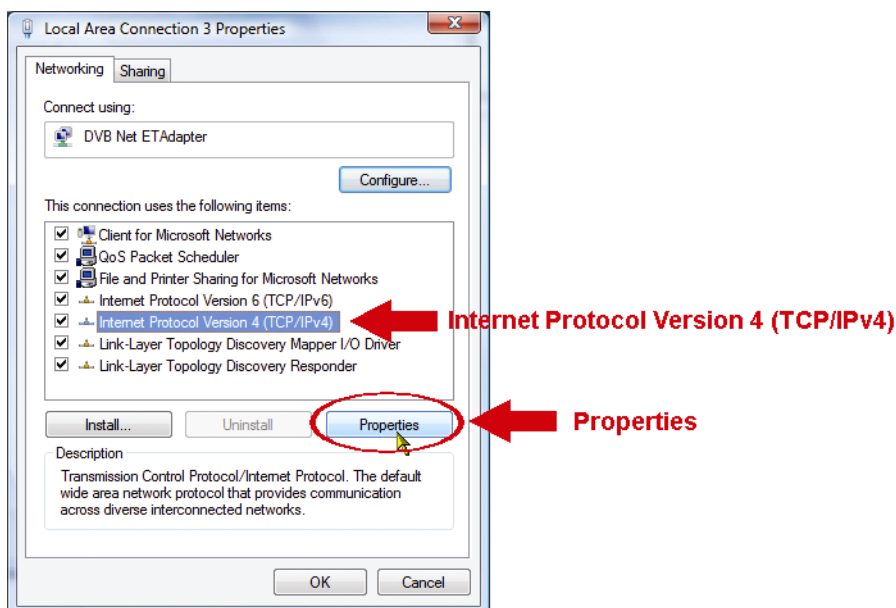 Local Area Connection 3 Properties
Networking
Sharing
Connect using:
DVB Net ETAdapter
Configure...
This connection uses the following items:
Client for Microsoft Networks
QoS Packet Scheduler
File and Printer Sharing for Microsoft Networks
Internet Protocol Version 6 (TCP/IPv6)
Internet Protocol Version 4 (TCP/IPv4)
Internet Protocol Version 4 (TCP/IPv4)
Link-Layer Topology Discovery Mapper I/O Driver
Link-Layer Topology Discovery Responder
Install...
Uninstall
Properties
Properties
Description
Transmission Control Protocol/Internet Protocol. The default
wide area network protocol that provides communication
across diverse interconnected networks.
OK
Cancel